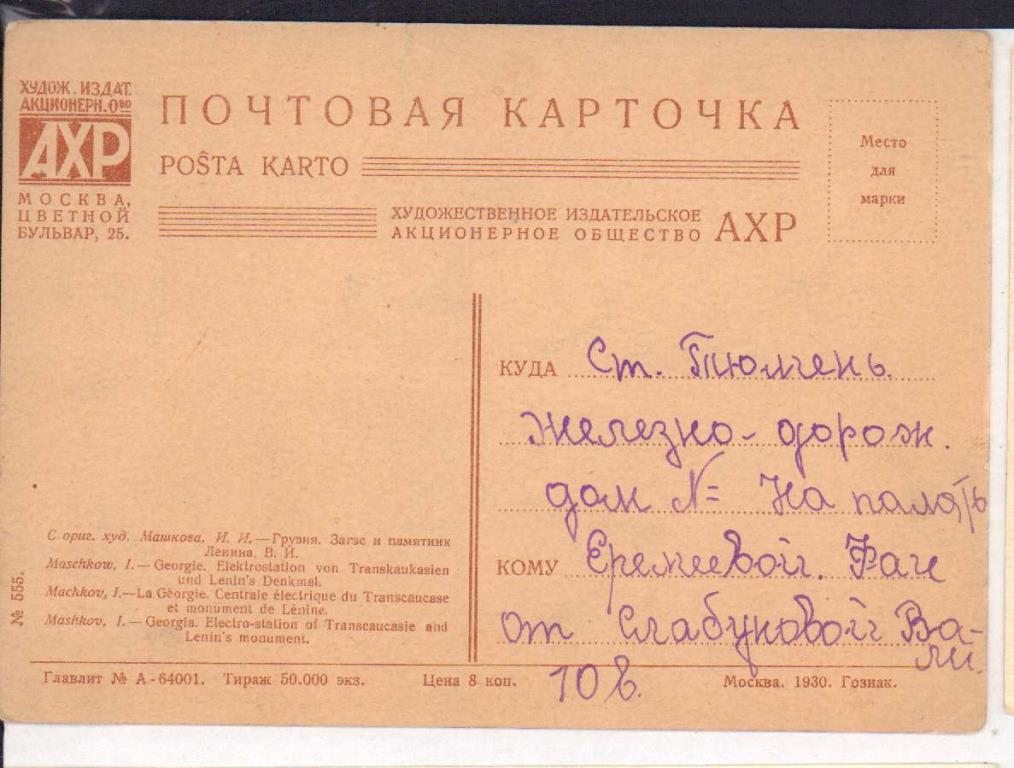 ХУДОЖ. ИЗДАТ.
АКЦИОНЕРН. О-ВО
АХР
МОСКВА,
ЦВЕТНОЙ
БУЛЬВАР, 25.
ПОЧТОВАЯ КАРТОЧКА
POŜTA KARTO
ХУДОЖЕСТВЕННОЕ ИЗДАТЕЛЬСКОЕ
АКЦИОНЕРНОЕ ОБЩЕСТВО АХР
Место
для
марки
КУДА Ст. Тюлгень.
железно-дорож.
дом № На
КОМУ Еремеевой. Фаи
от Слабуновой Ва-
ли.
10 в.
С ориг. худ. Машкова, И. И.—Грузия. Загэс и памятник
Ленина, В. И.
Maschkow, I.— Georgie. Elektrostation von Transkaukasien
und Lenin's Denkmal.
Machkov, I.—La Géorgie. Centrale électrique du Transcaucase
et monument de Lénine.
Mashkov, I.— Georgia. Electro-station of Transcaucasie and
Lenin's monument.
№ 555.
Главлит № А-64001. Тираж 50.000 экз. Цена 8 коп. Москва. 1930. Гознак.